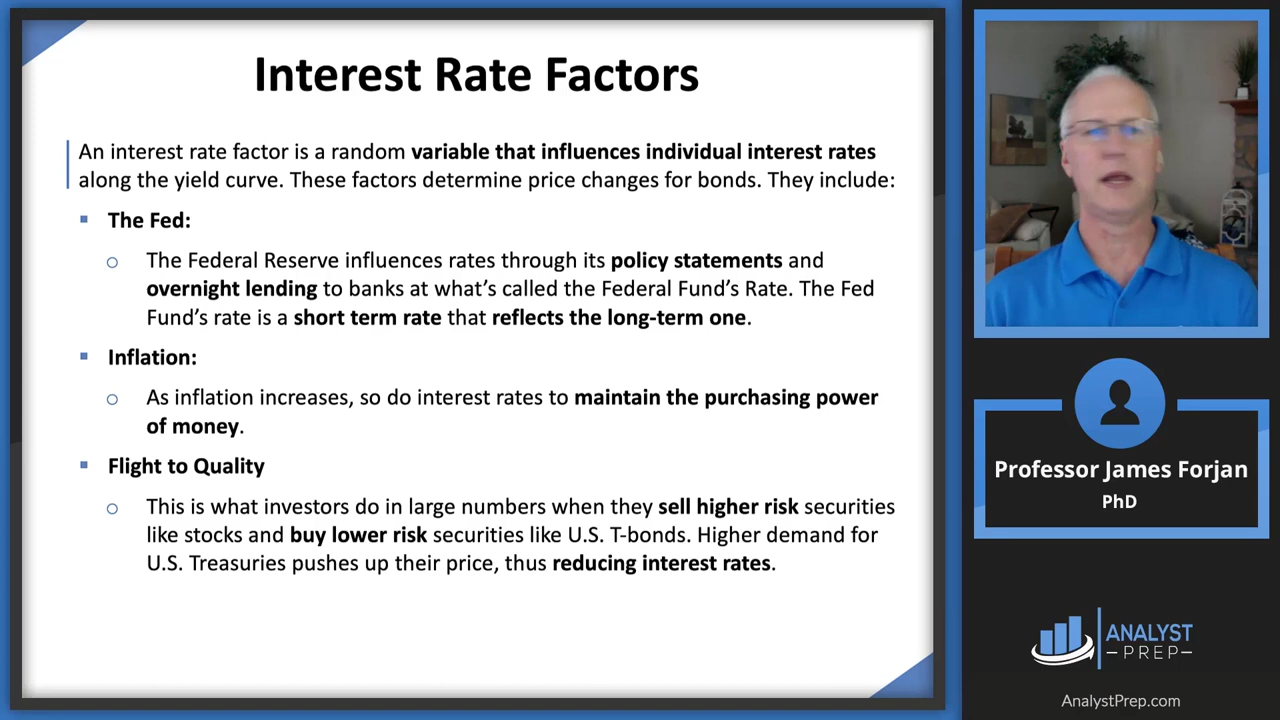 Interest Rate Factors
An interest rate factor is a random variable that influences individual interest rates
along the yield curve. These factors determine price changes for bonds. They include:
▪ The Fed:
○ The Federal Reserve influences rates through its policy statements and
overnight lending to banks at what's called the Federal Fund's Rate. The Fed
Fund's rate is a short term rate that reflects the long-term one.
▪ Inflation:
○ As inflation increases, so do interest rates to maintain the purchasing power
of money.
▪ Flight to Quality
○ This is what investors do in large numbers when they sell higher risk securities
like stocks and buy lower risk securities like U.S. T-bonds. Higher demand for
U.S. Treasuries pushes up their price, thus reducing interest rates.
Professor James Forjan
PhD
ANALYST
–PREP–
AnalystPrep.com